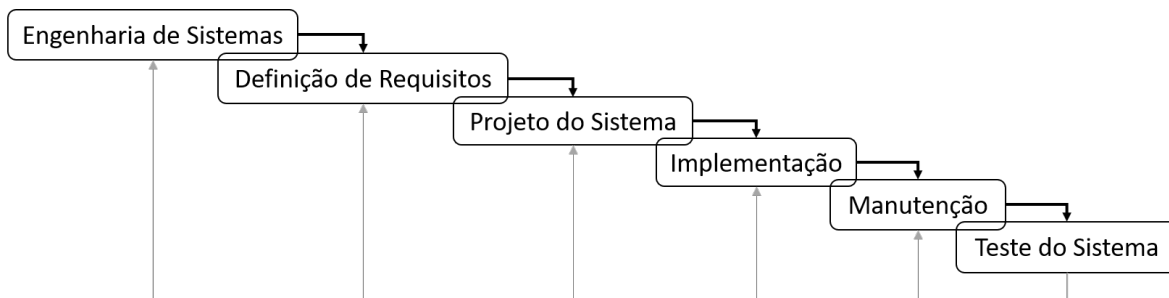 Engenharia de Sistemas
Definição de Requisitos
Projeto do Sistema
Implementação
Manutenção
Teste do Sistema